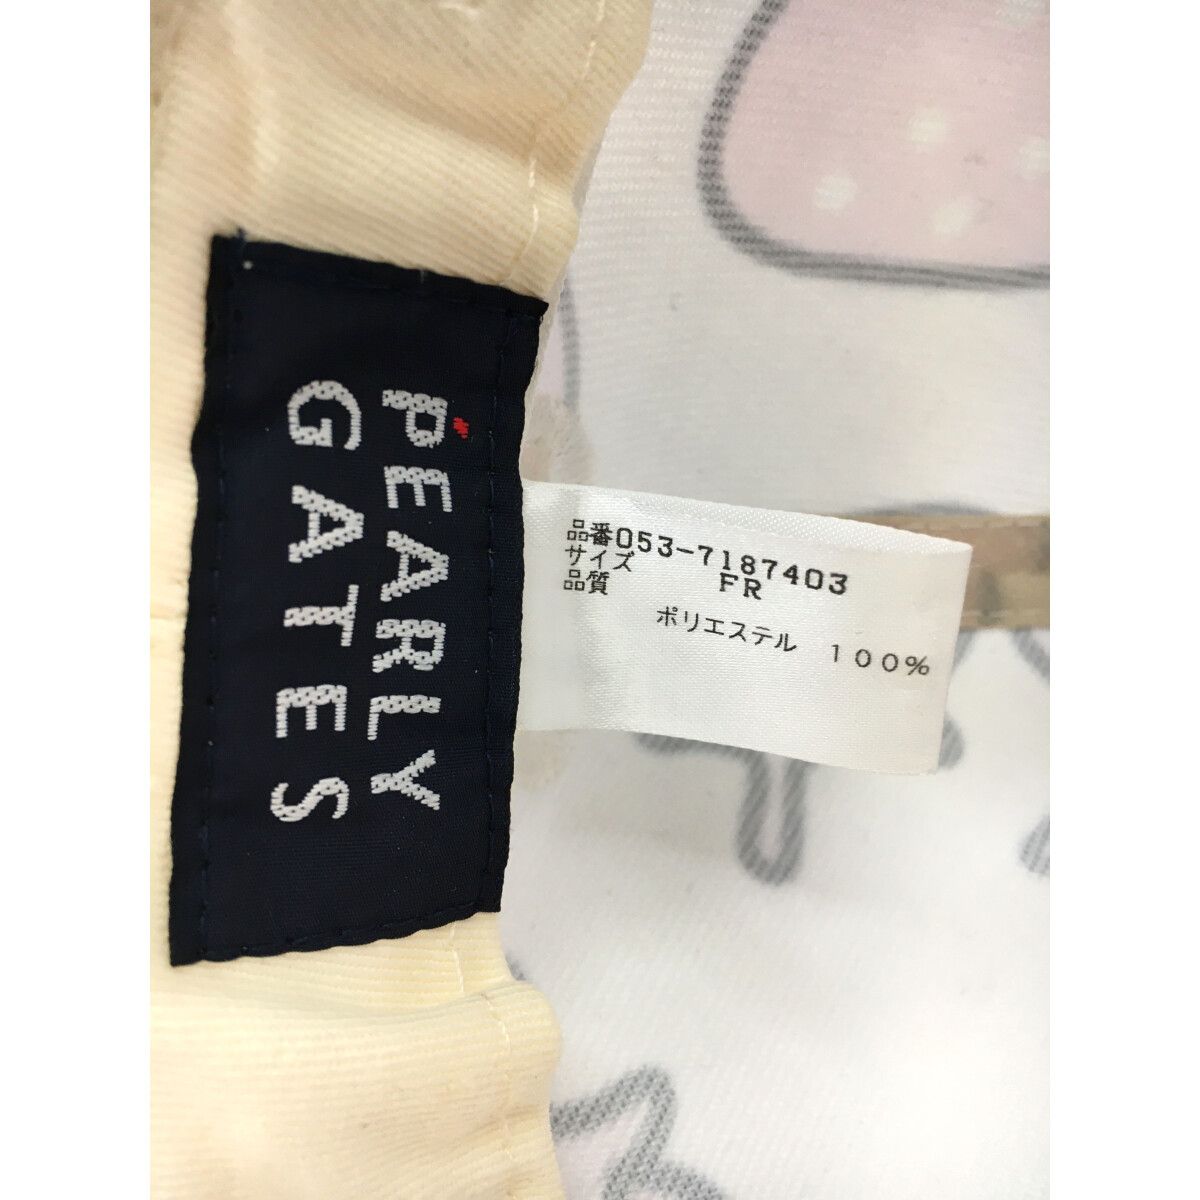 PEARLY
GATES
品番053-7187403
サイズ FR
品質
ポリエステル 100%